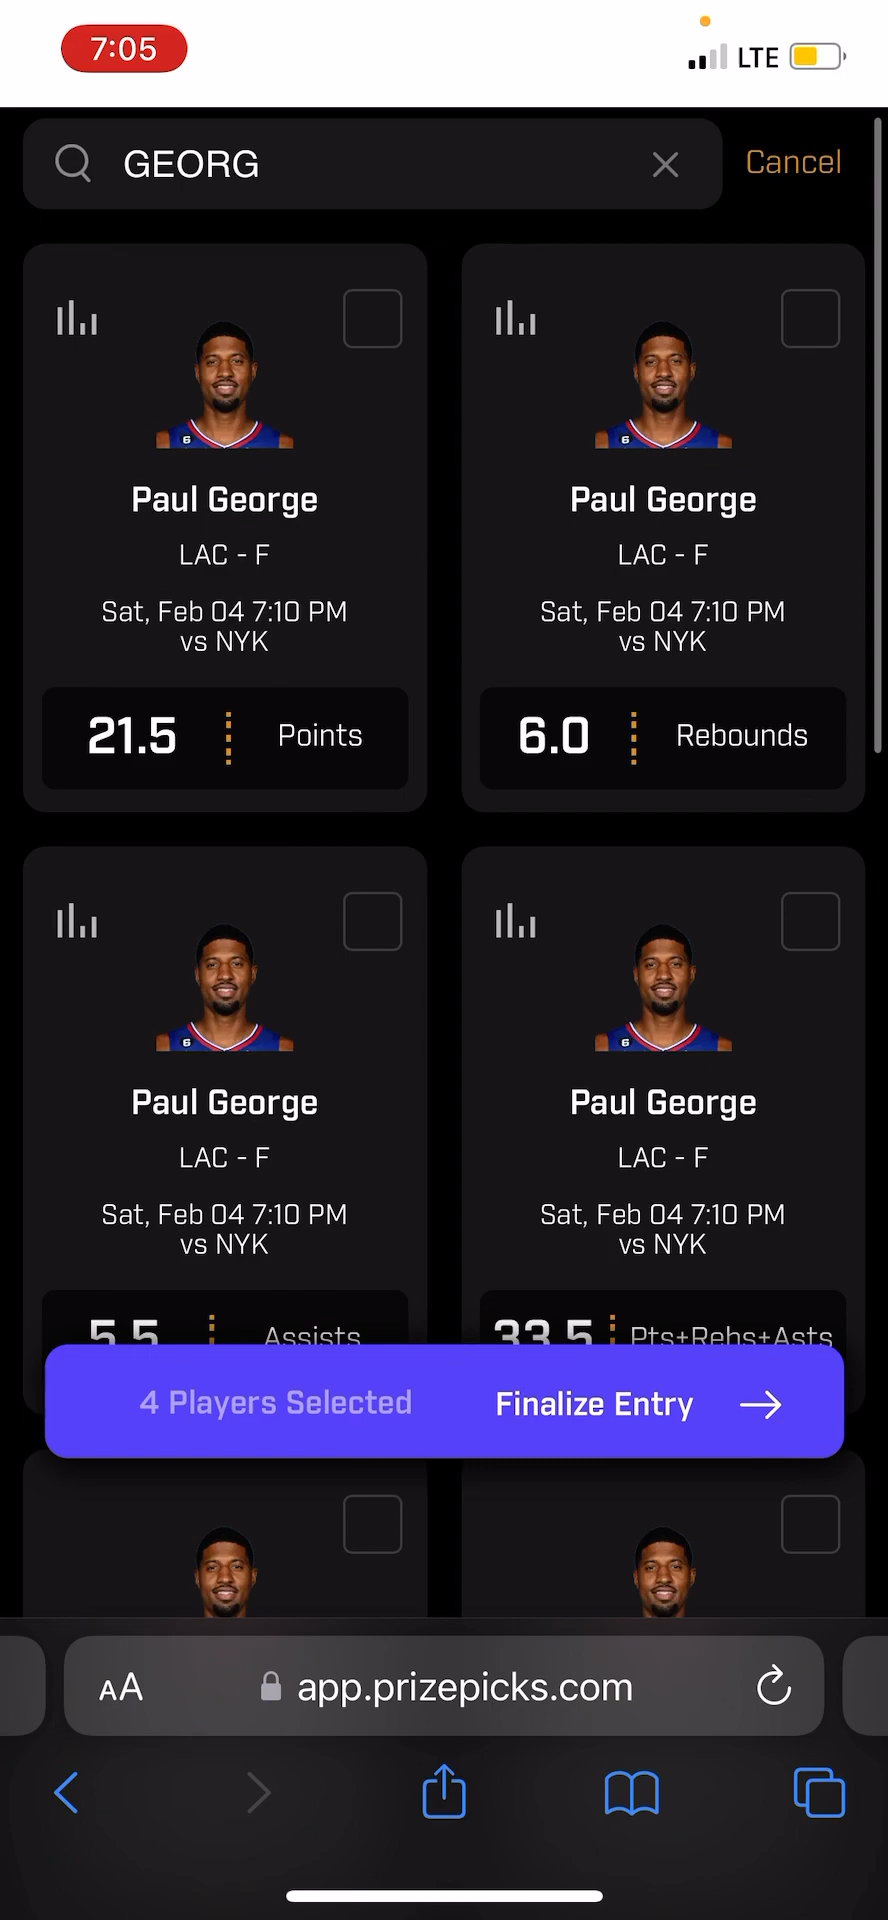 7:05
LTE
GEORG
Cancel
Paul George
LAC - F
Sat, Feb 04 7:10 PM
vs NYK
21.5
Points
Paul George
LAC - F
Sat, Feb 04 7:10 PM
vs NYK
6.0
Rebounds
Paul George
LAC - F
Sat, Feb 04 7:10 PM
vs NYK
5.5
Assists
Paul George
LAC - F
Sat, Feb 04 7:10 PM
vs NYK
33.5
Pts+Rebs+Asts
4 Players Selected
Finalize Entry
AA
app.prizepicks.com